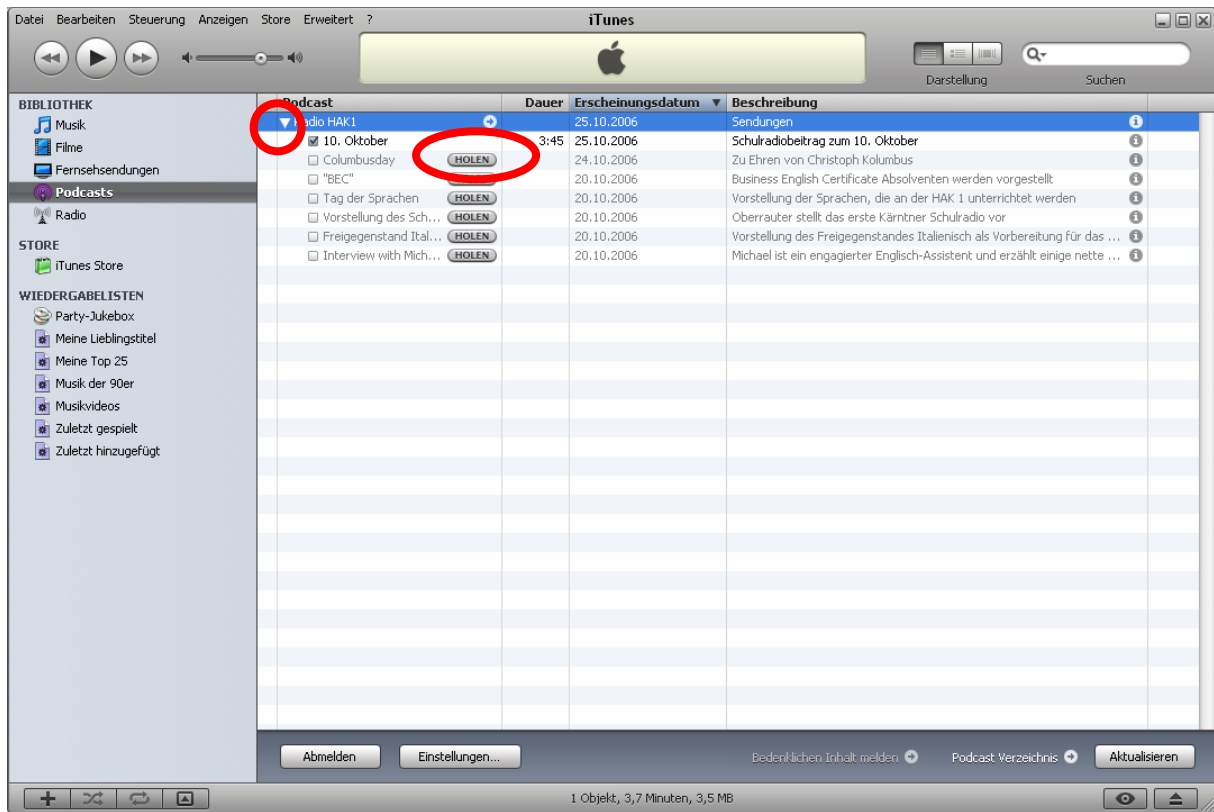 Datei Bearbeiten Steuerung Anzeigen Store Erweitert ? iTunes
Darstellung Suchen
BIBLIOTHEK
Musik
Filme
Fernsehsendungen
Podcasts
Radio
STORE
iTunes Store
WIEDERGABELISTEN
Party-Jukebox
Meine Lieblingstitel
Meine Top 25
Musik der 90er
Musikvideos
Zuletzt gespielt
Zuletzt hinzugefügt
Podcast Dauer Erscheinungsdatum Beschreibung
Radio HAK1 25.10.2006 Sendungen
10. Oktober 3:45 25.10.2006 Schulradiobeitrag zum 10. Oktober
Columbusday HOLEN 24.10.2006 Zu Ehren von Christoph Kolumbus
"BEC" 20.10.2006 Business English Certificate Absolventen werden vorgestellt
Tag der Sprachen HOLEN 20.10.2006 Vorstellung der Sprachen, die an der HAK 1 unterrichtet werden
Vorstellung des Sch... HOLEN 20.10.2006 Oberrauter stellt das erste Kärntner Schulradio vor
Freigegenstand Ital... HOLEN 20.10.2006 Vorstellung des Freigegenstandes Italienisch als Vorbereitung für das ...
Interview with Mich... HOLEN 20.10.2006 Michael ist ein engagierter Englisch-Assistent und erzählt einige nette ...
Abmelden Einstellungen... Bedenklichen Inhalt melden Podcast Verzeichnis Aktualisieren
1 Objekt, 3,7 Minuten, 3,5 MB